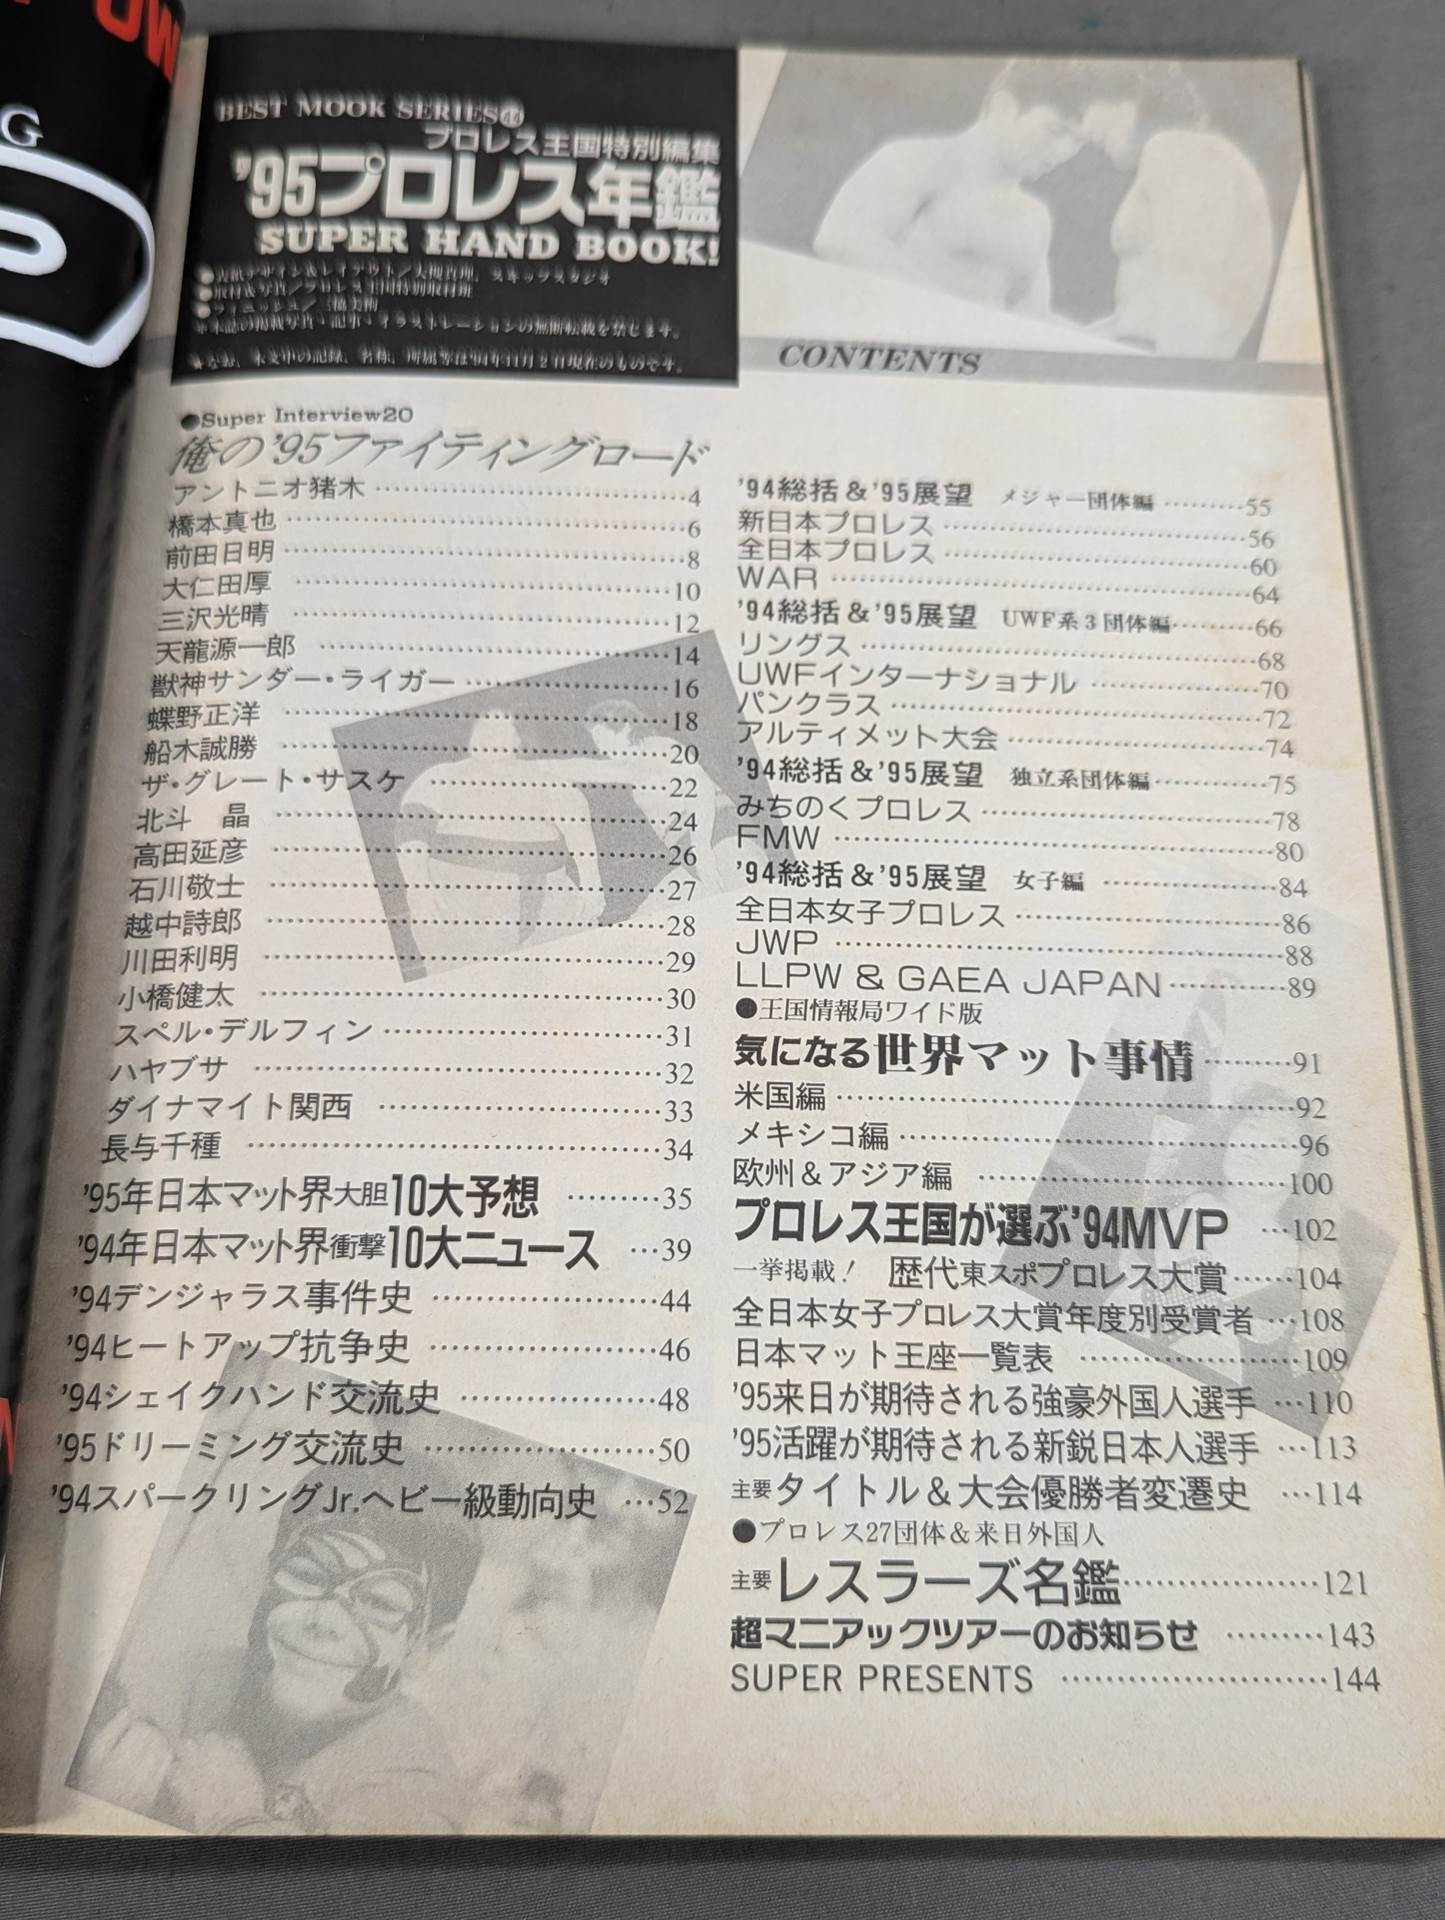 OW
G
BEST MOOK SERIES44
プロレス王国特別編集
'95プロレス年鑑
SUPER HAND BOOK!
※本誌の掲載写真・記事・イラストレーションの無断転載を禁じます。
CONTENTS
●Super Interview20
俺の'95ファイティングロード
アントニオ猪木……4
橋本真也……6
前田日明……8
大仁田厚……10
三沢光晴……12
天龍源一郎……14
獣神サンダー・ライガー……16
蝶野正洋……18
船木誠勝……20
ザ・グレート・サスケ……22
北斗 晶……24
高田延彦……26
石川敬士……27
越中詩郎……28
川田利明……29
小橋健太……30
スペル・デルフィン……31
ハヤブサ……32
ダイナマイト関西……33
長与千種……34
'95年日本マット界大胆10大予想……35
'94年日本マット界衝撃10大ニュース…39
'94デンジャラス事件史……44
'94ヒートアップ抗争史……46
'94シェイクハンド交流史……48
'95ドリーミング交流史……50
'94スパークリングJr.ヘビー級動向史…52
'94総括＆'95展望 メジャー団体編……55
新日本プロレス……56
全日本プロレス……60
WAR……64
'94総括＆'95展望 UWF系3団体編……66
リングス……68
UWFインターナショナル……70
パンクラス……72
アルティメット大会……74
'94総括＆'95展望 独立系団体編……75
みちのくプロレス……78
FMW……80
'94総括＆'95展望 女子編……84
全日本女子プロレス……86
JWP……88
LLPW & GAEA JAPAN……89
●王国情報局ワイド版
気になる世界マット事情……91
米国編……92
メキシコ編……96
欧州＆アジア編……100
プロレス王国が選ぶ'94MVP…102
一挙掲載！ 歴代東スポプロレス大賞……104
全日本女子プロレス大賞年度別受賞者…108
日本マット王座一覧表……109
'95来日が期待される強豪外国人選手…110
'95活躍が期待される新鋭日本人選手…113
主要タイトル＆大会優勝者変遷史…114
●プロレス27団体＆来日外国人
主要レスラーズ名鑑……121
超マニアックツアーのお知らせ……143
SUPER PRESENTS……144